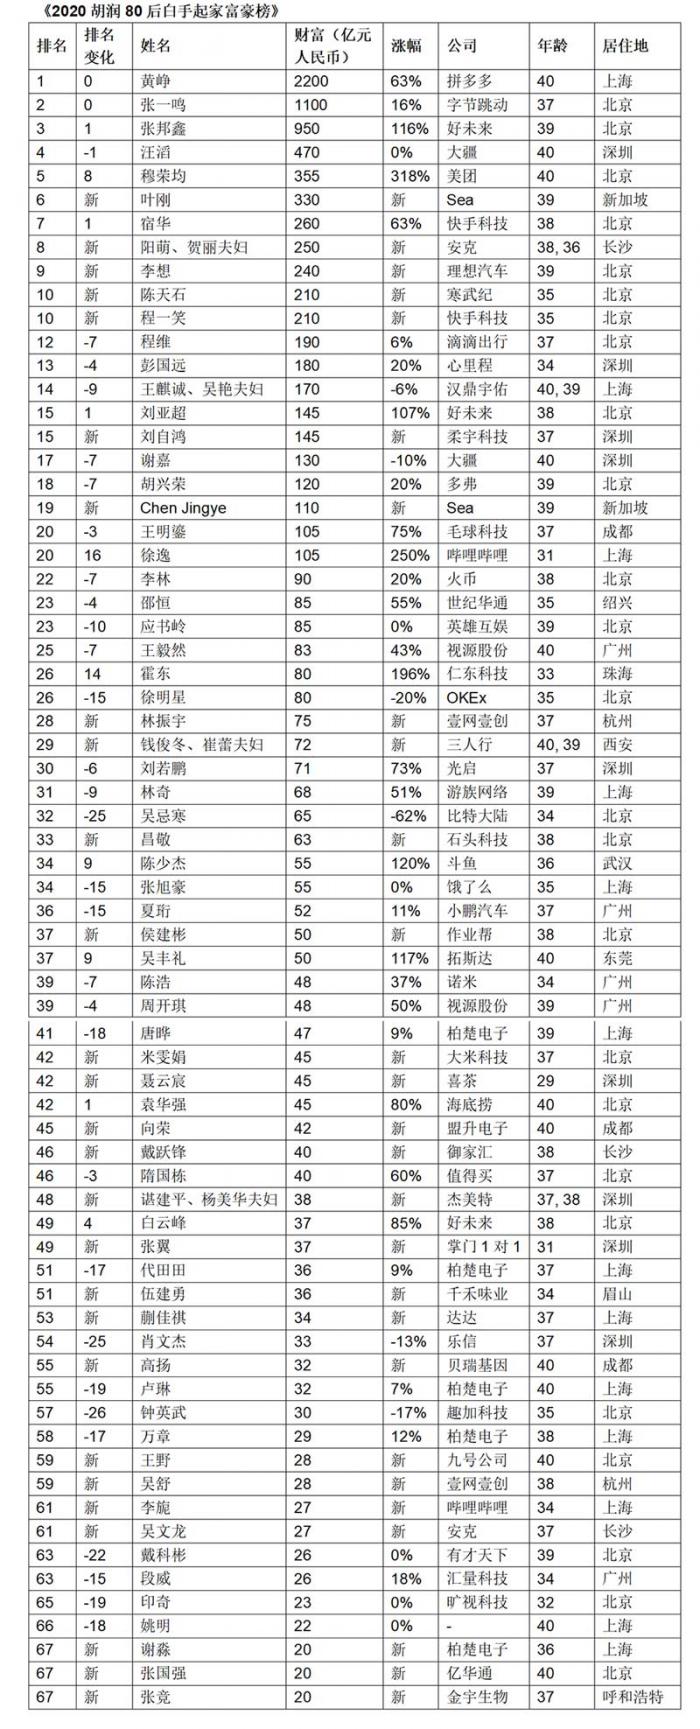 《2020 胡润 80 后白手起家富豪榜》
排名 排名变化 姓名 财富（亿元人民币） 涨幅 公司 年龄 居住地
1 0 黄峥 2200 63% 拼多多 40 上海
2 0 张一鸣 1100 16% 字节跳动 37 北京
3 1 张邦鑫 950 116% 好未来 39 北京
4 -1 汪滔 470 0% 大疆 40 深圳
5 8 穆荣均 355 318% 美团 40 北京
6 新 叶刚 330 新 Sea 39 新加坡
7 1 宿华 260 63% 快手科技 38 北京
8 新 阳萌、贺丽夫妇 250 新 安克 38, 36 长沙
9 新 李想 240 新 理想汽车 39 北京
10 新 陈天石 210 新 寒武纪 35 北京
10 新 程一笑 210 新 快手科技 35 北京
12 -7 程维 190 6% 滴滴出行 37 北京
13 -4 彭国远 180 20% 心里程 34 深圳
14 -9 王麒诚、吴艳夫妇 170 -6% 汉鼎宇佑 40, 39 上海
15 1 刘亚超 145 107% 好未来 38 北京
15 新 刘自鸿 145 新 柔宇科技 37 深圳
17 -7 谢嘉 130 -10% 大疆 40 深圳
18 -7 胡兴荣 120 20% 多弗 39 北京
19 新 Chen Jingye 110 新 Sea 39 新加坡
20 -3 王明鎏 105 75% 毛球科技 37 成都
20 16 徐逸 105 250% 哔哩哔哩 31 上海
22 -7 李林 90 20% 火币 38 北京
23 -4 邵恒 85 55% 世纪华通 35 绍兴
23 -10 应书岭 85 0% 英雄互娱 39 北京
25 -7 王毅然 83 43% 视源股份 40 广州
26 14 霍东 80 196% 仁东科技 33 珠海
26 -15 徐明星 80 -20% OKEx 35 北京
28 新 林振宇 75 新 壹网壹创 37 杭州
29 新 钱俊冬、崔蕾夫妇 72 新 三人行 40, 39 西安
30 -6 刘若鹏 71 73% 光启 37 深圳
31 -9 林奇 68 51% 游族网络 39 上海
32 -25 吴忌寒 65 -62% 比特大陆 34 北京
33 新 昌敬 63 新 石头科技 38 北京
34 9 陈少杰 55 120% 斗鱼 36 武汉
34 -15 张旭豪 55 0% 饿了么 35 上海
36 -15 夏珩 52 11% 小鹏汽车 37 广州
37 新 侯建彬 50 新 作业帮 38 北京
37 9 吴丰礼 50 117% 拓斯达 40 东莞
39 -7 陈浩 48 37% 诺米 34 广州
39 -4 周开琪 48 50% 视源股份 39 广州
41 -18 唐晔 47 9% 柏楚电子 39 上海
42 新 米雯娟 45 新 大米科技 37 北京
42 新 聂云宸 45 新 喜茶 29 深圳
42 1 袁华强 45 80% 海底捞 40 北京
45 新 向荣 42 新 盟升电子 40 成都
46 新 戴跃锋 40 新 御家汇 38 长沙
46 -3 隋国栋 40 60% 值得买 37 北京
48 新 谌建平、杨美华夫妇 38 新 杰美特 37, 38 深圳
49 4 白云峰 37 85% 好未来 38 北京
49 新 张翼 37 新 掌门 1 对 1 31 深圳
51 -17 代田田 36 9% 柏楚电子 37 上海
51 新 伍建勇 36 新 千禾味业 34 眉山
53 新 蒯佳祺 34 新 达达 37 上海
54 -25 肖文杰 33 -13% 乐信 37 深圳
55 新 高扬 32 新 贝瑞基因 40 成都
55 -19 卢琳 32 7% 柏楚电子 40 上海
57 -26 钟英武 30 -17% 趣加科技 35 北京
58 -17 万章 29 12% 柏楚电子 38 上海
59 新 王野 28 新 九号公司 40 北京
59 新 吴舒 28 新 壹网壹创 38 杭州
61 新 李旎 27 新 哔哩哔哩 34 上海
61 新 吴文龙 27 新 安克 37 长沙
63 -22 戴科彬 26 0% 有才天下 39 北京
63 -15 段威 26 18% 汇量科技 34 广州
65 -19 印奇 23 0% 旷视科技 32 北京
66 -18 姚明 22 0% - 40 上海
67 新 谢淼 20 新 柏楚电子 36 上海
67 新 张国强 20 新 亿华通 40 北京
67 新 张竞 20 新 金宇生物 37 呼和浩特